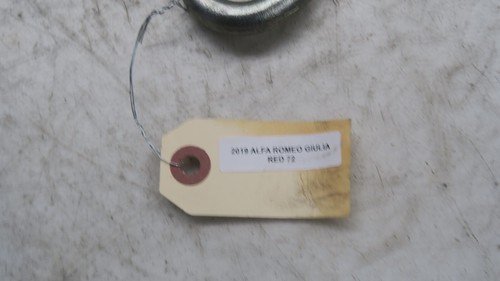 2018 ALFA ROMEO GIULIA
RED 72